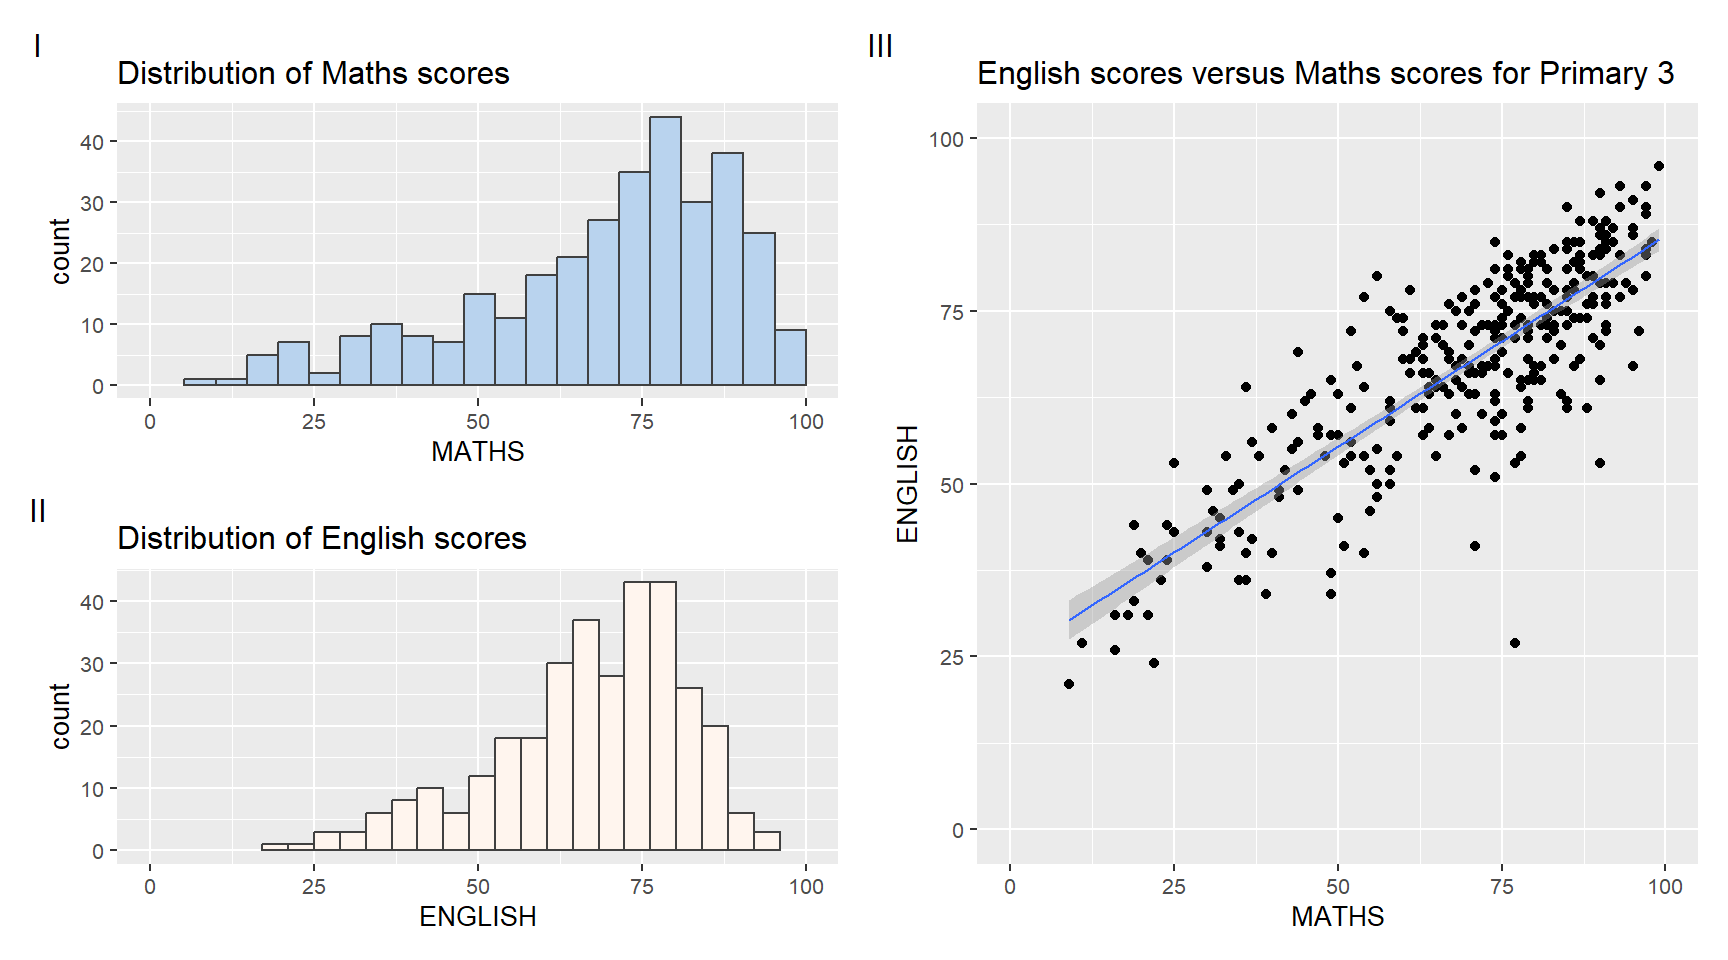 I
Distribution of Maths scores
40
30
20
10
0
count
0 25 50 75 100
MATHS
II
Distribution of English scores
40
30
20
10
0
count
0 25 50 75 100
ENGLISH
III
English scores versus Maths scores for Primary 3
100
75
50
25
0
ENGLISH
0 25 50 75 100
MATHS